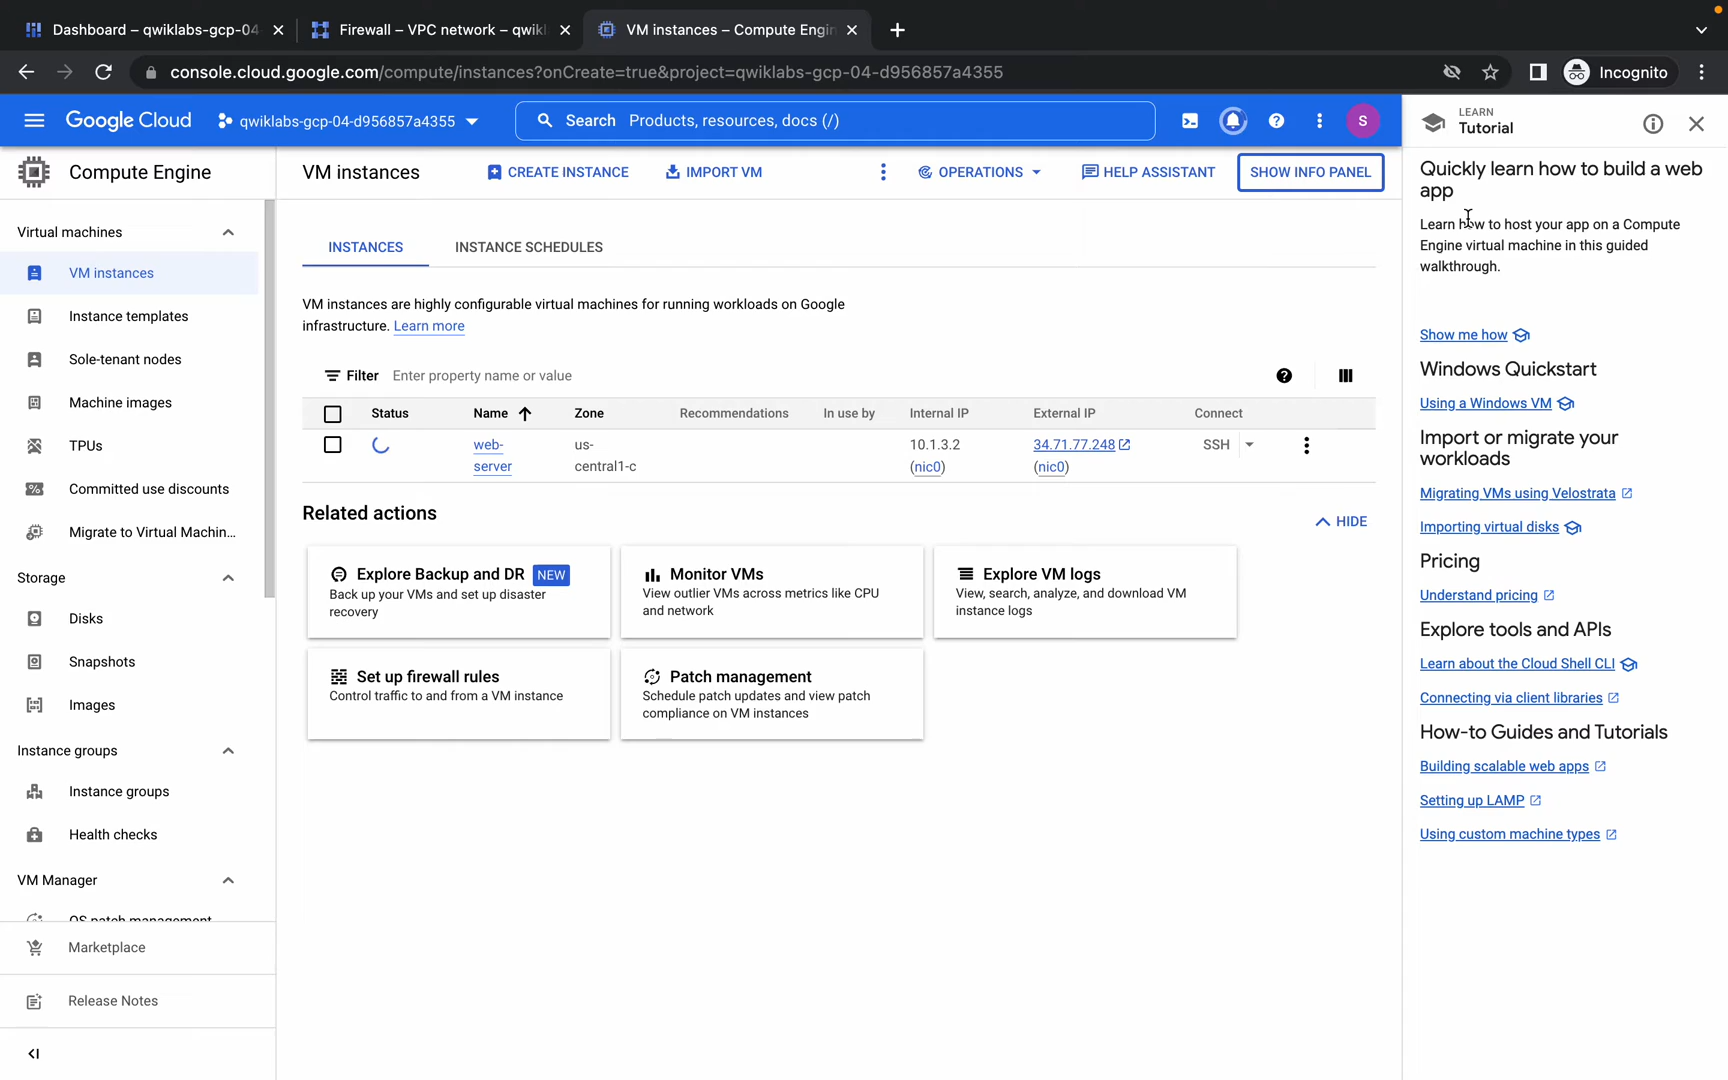 Dashboard – qwiklabs-gcp-04
Firewall – VPC network – qwikl
VM instances – Compute Engin
console.cloud.google.com/compute/instances?onCreate=true&project=qwiklabs-gcp-04-d956857a4355
Incognito
Google Cloud
qwiklabs-gcp-04-d956857a4355
Search Products, resources, docs (/)
S
LEARN
Tutorial
Compute Engine
VM instances
CREATE INSTANCE
IMPORT VM
OPERATIONS
HELP ASSISTANT
SHOW INFO PANEL
Virtual machines
VM instances
Instance templates
Sole-tenant nodes
Machine images
TPUs
Committed use discounts
Migrate to Virtual Machin...
Storage
Disks
Snapshots
Images
Instance groups
Instance groups
Health checks
VM Manager
OS patch management
Marketplace
Release Notes
INSTANCES
INSTANCE SCHEDULES
VM instances are highly configurable virtual machines for running workloads on Google
infrastructure. Learn more
Filter Enter property name or value
Status Name Zone Recommendations In use by Internal IP External IP Connect
web- us- 10.1.3.2 34.71.77.248 SSH
server central1-c (nic0) (nic0)
Related actions
HIDE
Explore Backup and DR NEW
Back up your VMs and set up disaster
recovery
Monitor VMs
View outlier VMs across metrics like CPU
and network
Explore VM logs
View, search, analyze, and download VM
instance logs
Set up firewall rules
Control traffic to and from a VM instance
Patch management
Schedule patch updates and view patch
compliance on VM instances
Quickly learn how to build a web
app
Learn how to host your app on a Compute
Engine virtual machine in this guided
walkthrough.
Show me how
Windows Quickstart
Using a Windows VM
Import or migrate your
workloads
Migrating VMs using Velostrata
Importing virtual disks
Pricing
Understand pricing
Explore tools and APIs
Learn about the Cloud Shell CLI
Connecting via client libraries
How-to Guides and Tutorials
Building scalable web apps
Setting up LAMP
Using custom machine types